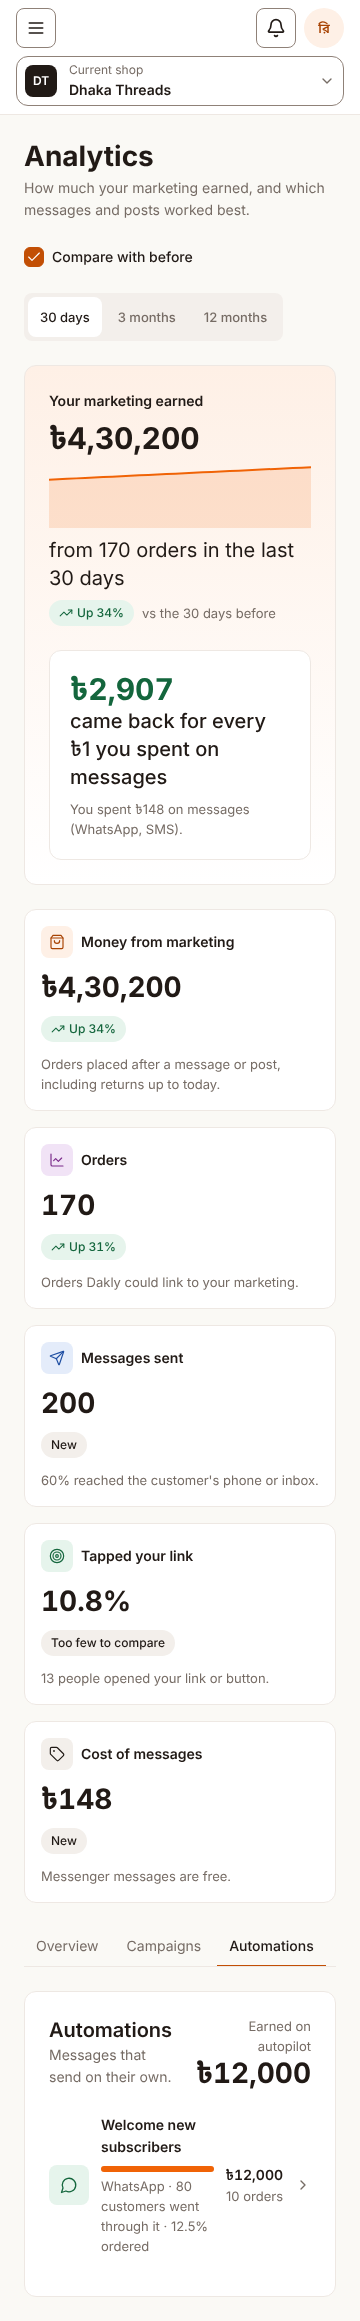 রি
DT
Current shop
Dhaka Threads
Analytics
How much your marketing earned, and which
messages and posts worked best.
Compare with before
30 days
3 months
12 months
Your marketing earned
৳4,30,200
from 170 orders in the last
30 days
Up 34%
vs the 30 days before
৳2,907
came back for every
৳1 you spent on
messages
You spent ৳148 on messages
(WhatsApp, SMS).
Money from marketing
৳4,30,200
Up 34%
Orders placed after a message or post,
including returns up to today.
Orders
170
Up 31%
Orders Dakly could link to your marketing.
Messages sent
200
New
60% reached the customer's phone or inbox.
Tapped your link
10.8%
Too few to compare
13 people opened your link or button.
Cost of messages
৳148
New
Messenger messages are free.
Overview
Campaigns
Automations
Automations
Messages that
send on their own.
Earned on
autopilot
৳12,000
Welcome new
subscribers
WhatsApp · 80
customers went
through it · 12.5%
ordered
৳12,000
10 orders